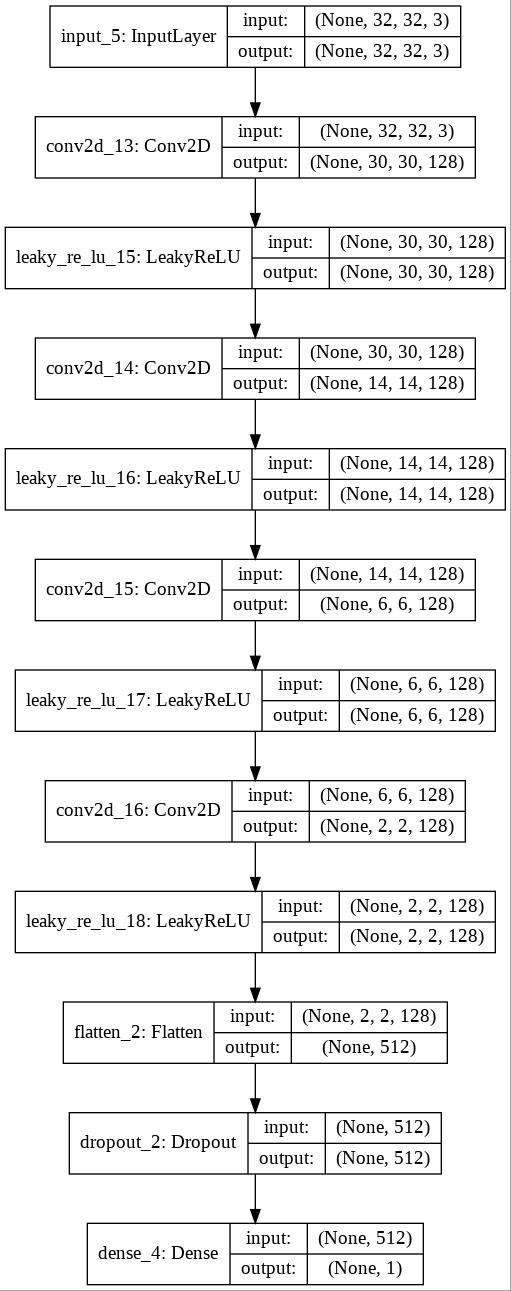 input_5: InputLayer
input: (None, 32, 32, 3)
output: (None, 32, 32, 3)
conv2d_13: Conv2D
input: (None, 32, 32, 3)
output: (None, 30, 30, 128)
leaky_re_lu_15: LeakyReLU
input: (None, 30, 30, 128)
output: (None, 30, 30, 128)
conv2d_14: Conv2D
input: (None, 30, 30, 128)
output: (None, 14, 14, 128)
leaky_re_lu_16: LeakyReLU
input: (None, 14, 14, 128)
output: (None, 14, 14, 128)
conv2d_15: Conv2D
input: (None, 14, 14, 128)
output: (None, 6, 6, 128)
leaky_re_lu_17: LeakyReLU
input: (None, 6, 6, 128)
output: (None, 6, 6, 128)
conv2d_16: Conv2D
input: (None, 6, 6, 128)
output: (None, 2, 2, 128)
leaky_re_lu_18: LeakyReLU
input: (None, 2, 2, 128)
output: (None, 2, 2, 128)
flatten_2: Flatten
input: (None, 2, 2, 128)
output: (None, 512)
dropout_2: Dropout
input: (None, 512)
output: (None, 512)
dense_4: Dense
input: (None, 512)
output: (None, 1)